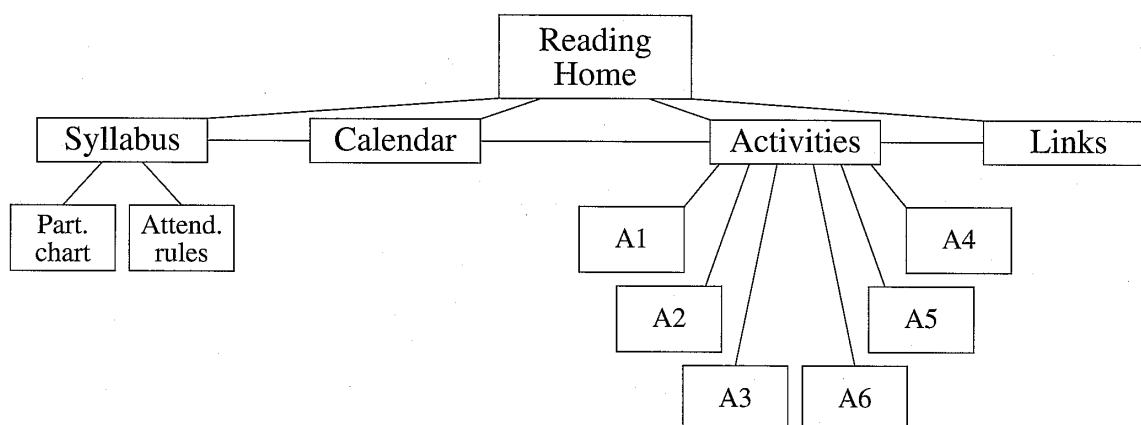 Reading
Home
Syllabus
Calendar
Activities
Links
Part.
chart
Attend.
rules
A1
A4
A2
A5
A3
A6